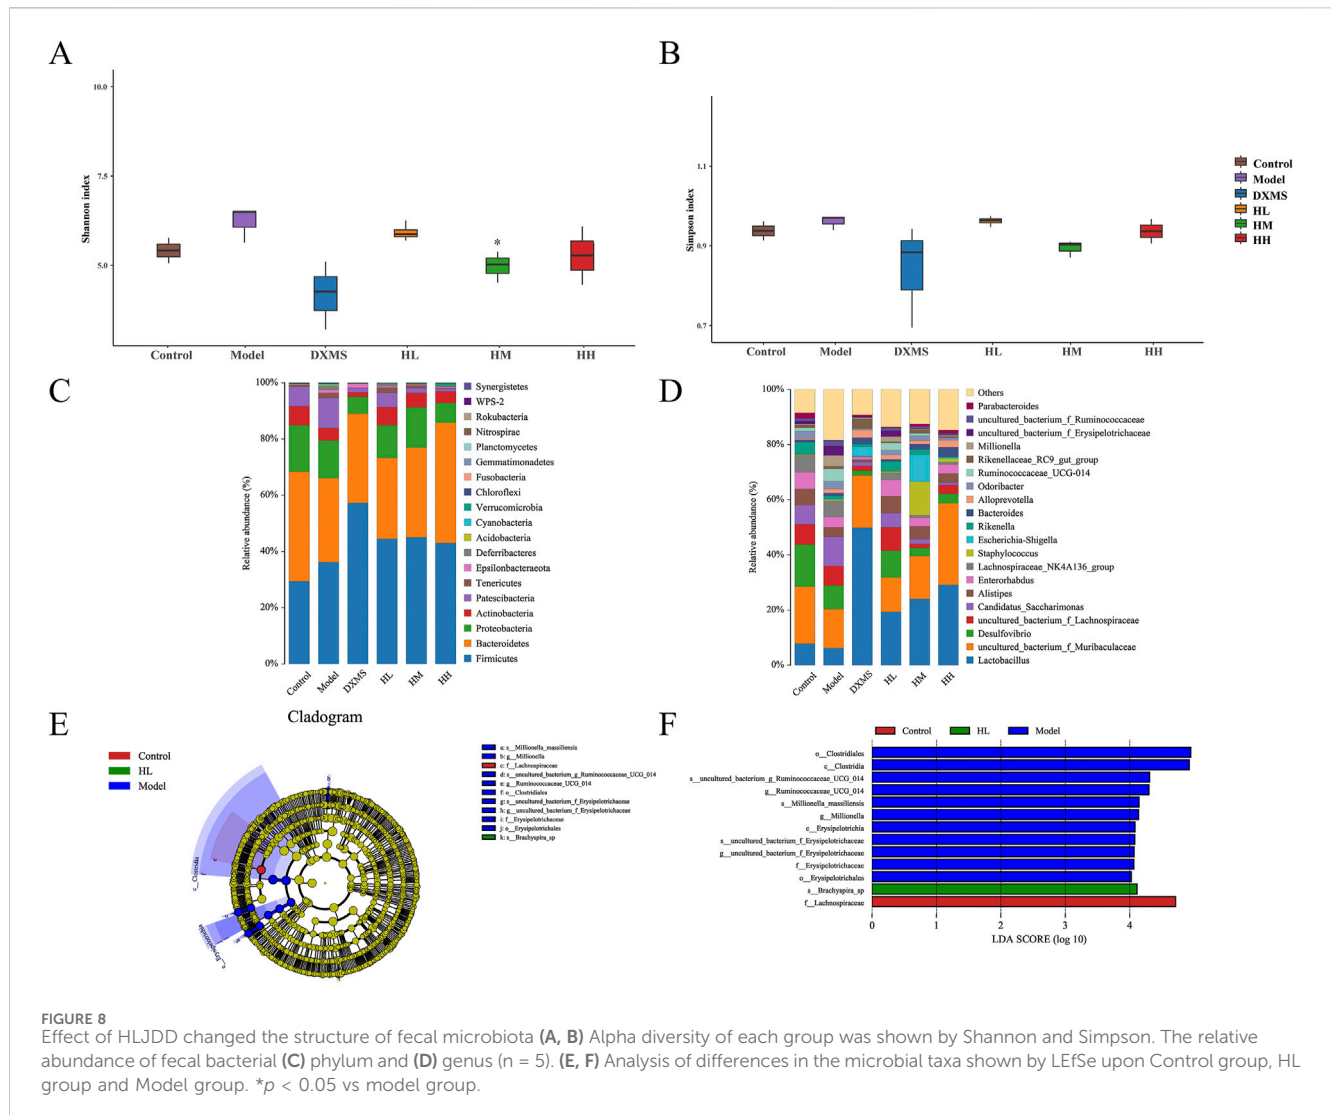 A
10.0
7.5
5.0
Shannon index
*
Control Model DXMS HL HM HH
B
1.1
0.9
0.7
Simpson index
Control Model DXMS HL HM HH
Control
Model
DXMS
HL
HM
HH
C
100%
80%
60%
40%
20%
0%
Relative abundance (%)
Control Model DXMS HL HM HH
Synergistetes
WPS-2
Rokubacteria
Nitrospirae
Planctomycetes
Gemmatimonadetes
Fusobacteria
Chloroflexi
Verrucomicrobia
Cyanobacteria
Acidobacteria
Deferribacteres
Epsilonbacteraeota
Tenericutes
Patescibacteria
Actinobacteria
Proteobacteria
Bacteroidetes
Firmicutes
D
100%
80%
60%
40%
20%
0%
Relative abundance (%)
Control Model DXMS HL HM HH
Others
Parabacteroides
uncultured_bacterium_f_Ruminococcaceae
uncultured_bacterium_f_Erysipelotrichaceae
Millionella
Rikenellaceae_RC9_gut_group
Ruminococcaceae_UCG-014
Odoribacter
Alloprevotella
Bacteroides
Rikenella
Escherichia-Shigella
Staphylococcus
Lachnospiraceae_NK4A136_group
Enterorhabdus
Alistipes
Candidatus_Saccharimonas
uncultured_bacterium_f_Lachnospiraceae
Desulfovibrio
uncultured_bacterium_f_Muribaculaceae
Lactobacillus
E
Cladogram
Control
HL
Model
c__Clostridia
a: s__Millionella_massiliensis
b: g__Millionella
c: f__Lachnospiraceae
d: s__uncultured_bacterium_g_Ruminococcaceae_UCG_014
e: g__Ruminococcaceae_UCG_014
f: o__Clostridiales
g: s__uncultured_bacterium_f_Erysipelotrichaceae
h: g__uncultured_bacterium_f_Erysipelotrichaceae
i: f__Erysipelotrichaceae
j: o__Erysipelotrichales
k: s__Brachyspira_sp
F
Control HL Model
o__Clostridiales
c__Clostridia
s__uncultured_bacterium_g_Ruminococcaceae_UCG_014
g__Ruminococcaceae_UCG_014
s__Millionella_massiliensis
g__Millionella
c__Erysipelotrichia
s__uncultured_bacterium_f_Erysipelotrichaceae
g__uncultured_bacterium_f_Erysipelotrichaceae
f__Erysipelotrichaceae
o__Erysipelotrichales
s__Brachyspira_sp
f__Lachnospiraceae
0 1 2 3 4
LDA SCORE (log 10)
FIGURE 8
Effect of HLJDD changed the structure of fecal microbiota (A, B) Alpha diversity of each group was shown by Shannon and Simpson. The relative
abundance of fecal bacterial (C) phylum and (D) genus (n = 5). (E, F) Analysis of differences in the microbial taxa shown by LEfSe upon Control group, HL
group and Model group. *p < 0.05 vs model group.